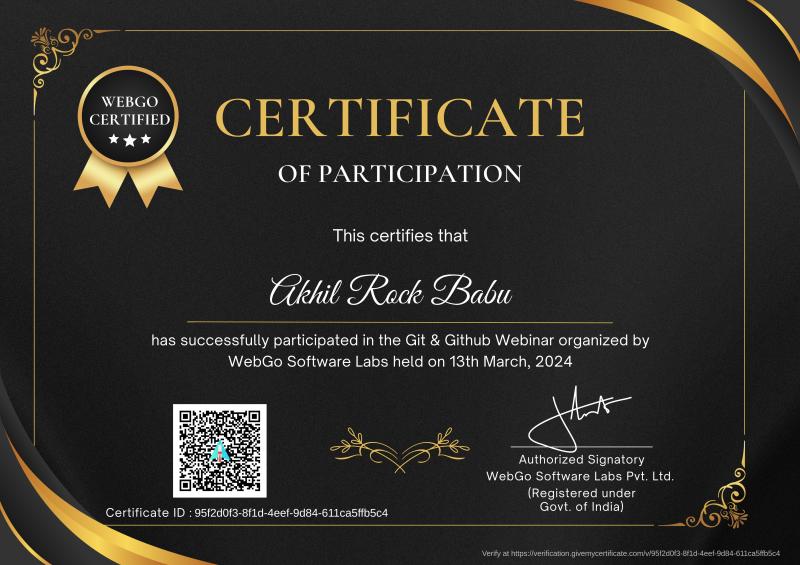 WEBGO
CERTIFIED
CERTIFICATE
OF PARTICIPATION
This certifies that
Akhil Rock Babu
has successfully participated in the Git & Github Webinar organized by
WebGo Software Labs held on 13th March, 2024
Authorized Signatory
WebGo Software Labs Pvt. Ltd.
(Registered under
Govt. of India)
Certificate ID : 95f2d0f3-8f1d-4eef-9d84-611ca5ffb5c4
Verify at https://verification.givemycertificate.com/v/95f2d0f3-8f1d-4eef-9d84-611ca5ffb5c4